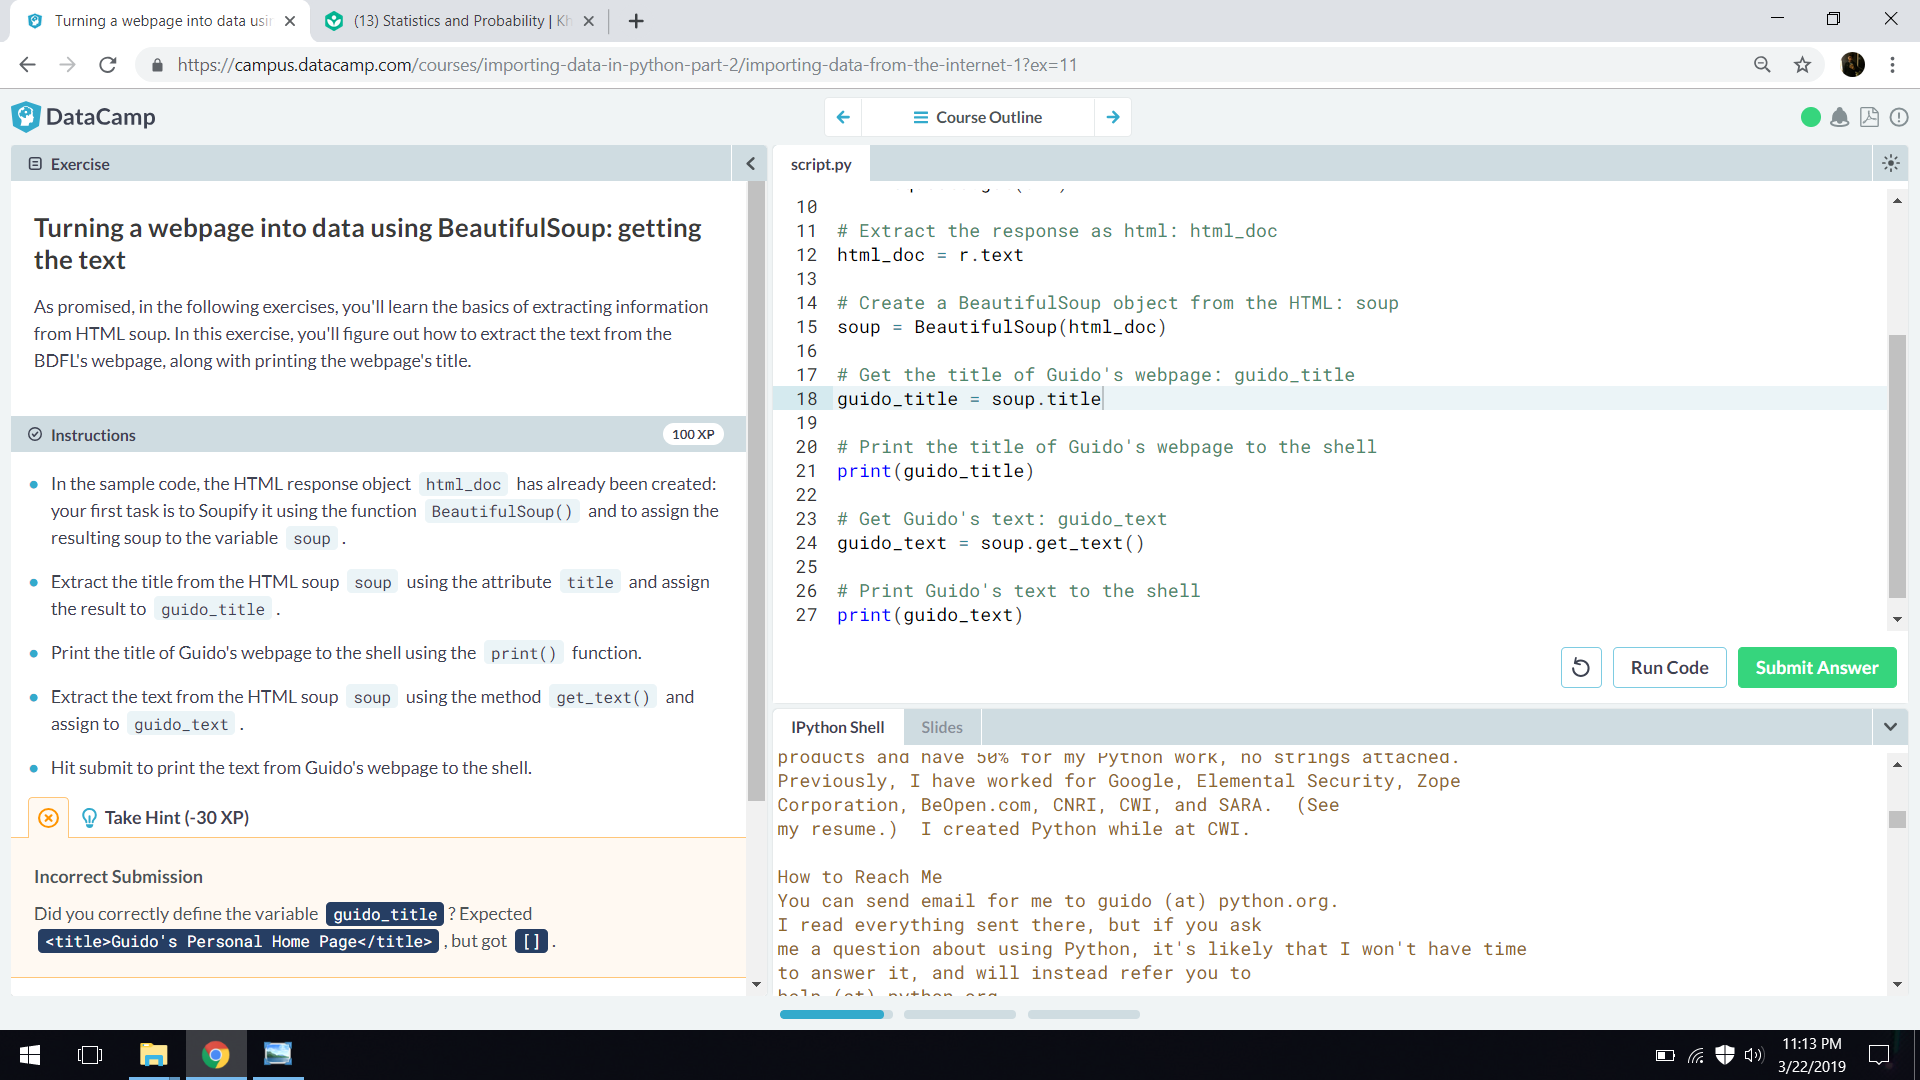 Turning a webpage into data usin
(13) Statistics and Probability | Kh
https://campus.datacamp.com/courses/importing-data-in-python-part-2/importing-data-from-the-internet-1?ex=11
DataCamp
Course Outline
Exercise
Turning a webpage into data using BeautifulSoup: getting
the text
As promised, in the following exercises, you'll learn the basics of extracting information
from HTML soup. In this exercise, you'll figure out how to extract the text from the
BDFL's webpage, along with printing the webpage's title.
Instructions
100 XP
In the sample code, the HTML response object html_doc has already been created:
your first task is to Soupify it using the function BeautifulSoup() and to assign the
resulting soup to the variable soup .
Extract the title from the HTML soup soup using the attribute title and assign
the result to guido_title .
Print the title of Guido's webpage to the shell using the print() function.
Extract the text from the HTML soup soup using the method get_text() and
assign to guido_text .
Hit submit to print the text from Guido's webpage to the shell.
Take Hint (-30 XP)
Incorrect Submission
Did you correctly define the variable guido_title ? Expected
<title>Guido's Personal Home Page</title> , but got [] .
script.py
10
11 # Extract the response as html: html_doc
12 html_doc = r.text
13
14 # Create a BeautifulSoup object from the HTML: soup
15 soup = BeautifulSoup(html_doc)
16
17 # Get the title of Guido's webpage: guido_title
18 guido_title = soup.title
19
20 # Print the title of Guido's webpage to the shell
21 print(guido_title)
22
23 # Get Guido's text: guido_text
24 guido_text = soup.get_text()
25
26 # Print Guido's text to the shell
27 print(guido_text)
Run Code
Submit Answer
IPython Shell
Slides
products and have 50% for my Python work, no strings attached.
Previously, I have worked for Google, Elemental Security, Zope
Corporation, BeOpen.com, CNRI, CWI, and SARA. (See
my resume.) I created Python while at CWI.
How to Reach Me
You can send email for me to guido (at) python.org.
I read everything sent there, but if you ask
me a question about using Python, it's likely that I won't have time
to answer it, and will instead refer you to
help (at) python.org
11:13 PM
3/22/2019